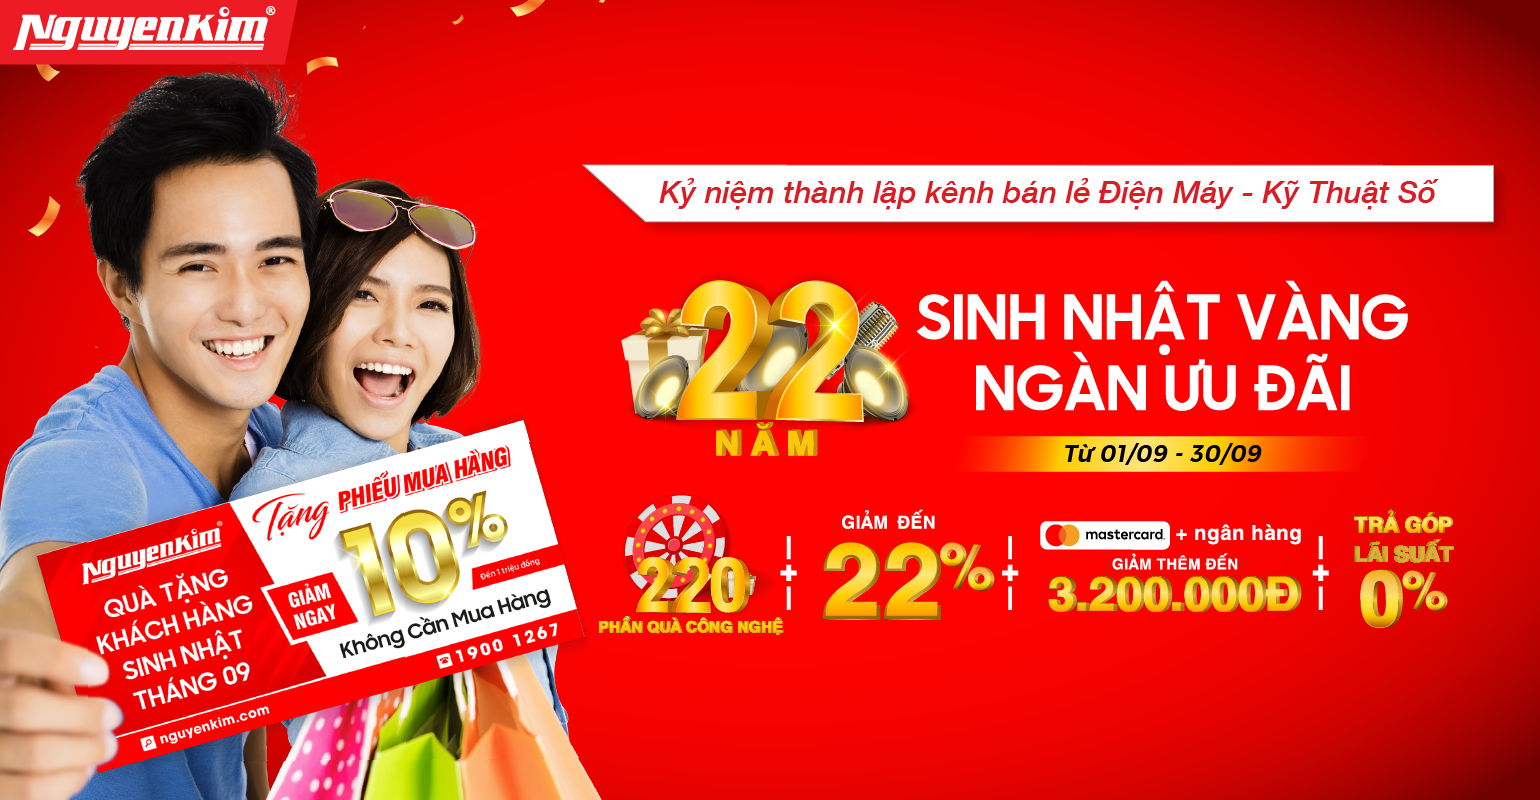 NguyenKim®
Kỷ niệm thành lập kênh bán lẻ Điện Máy - Kỹ Thuật Số
22
NĂM
SINH NHẬT VÀNG
NGÀN ƯU ĐÃI
Từ 01/09 - 30/09
220
PHẦN QUÀ CÔNG NGHỆ
+
GIẢM ĐẾN
22%
+
mastercard. + ngân hàng
GIẢM THÊM ĐẾN
3.200.000Đ
+
TRẢ GÓP
LÃI SUẤT
0%
NguyenKim®
QUÀ TẶNG
KHÁCH HÀNG
SINH NHẬT
THÁNG 09
nguyenkim.com
Tặng PHIẾU MUA HÀNG
GIẢM
NGAY
10%
Đến 1 triệu đồng
Không Cần Mua Hàng
1900 1267